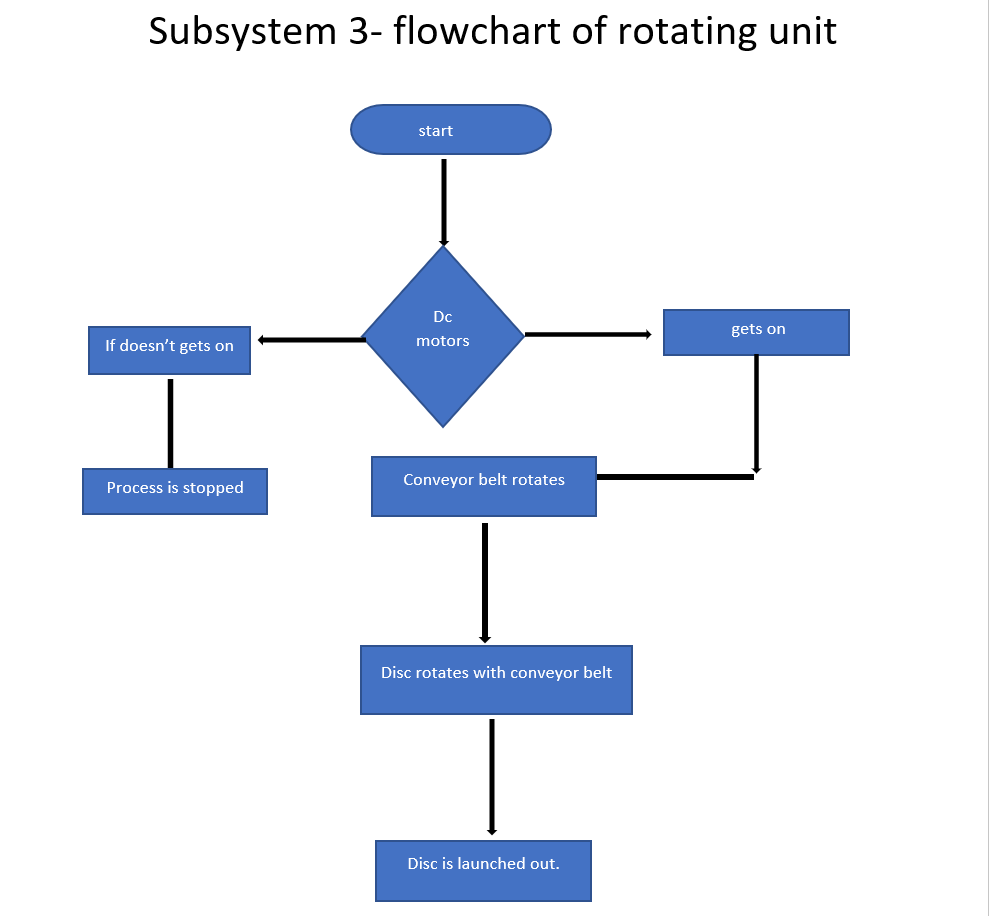 Subsystem 3- flowchart of rotating unit
start
Dc
motors
If doesn't gets on
gets on
Process is stopped
Conveyor belt rotates
Disc rotates with conveyor belt
Disc is launched out.